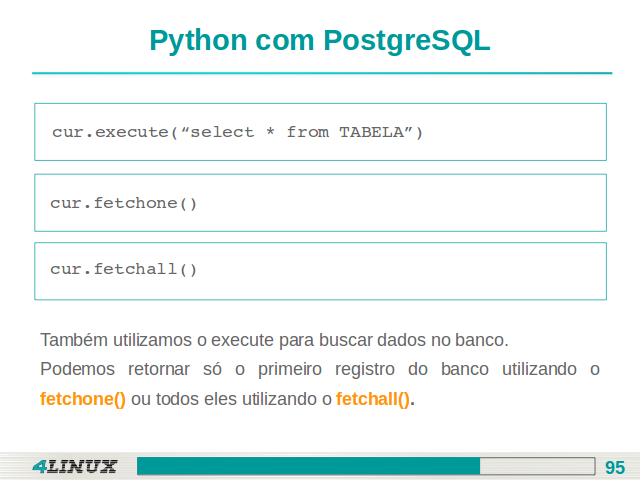 Python com PostgreSQL
cur.execute(“select * from TABELA”)
cur.fetchone()
cur.fetchall()
Também utilizamos o execute para buscar dados no banco.
Podemos retornar só o primeiro registro do banco utilizando o
fetchone() ou todos eles utilizando o fetchall().
4LINUX
95